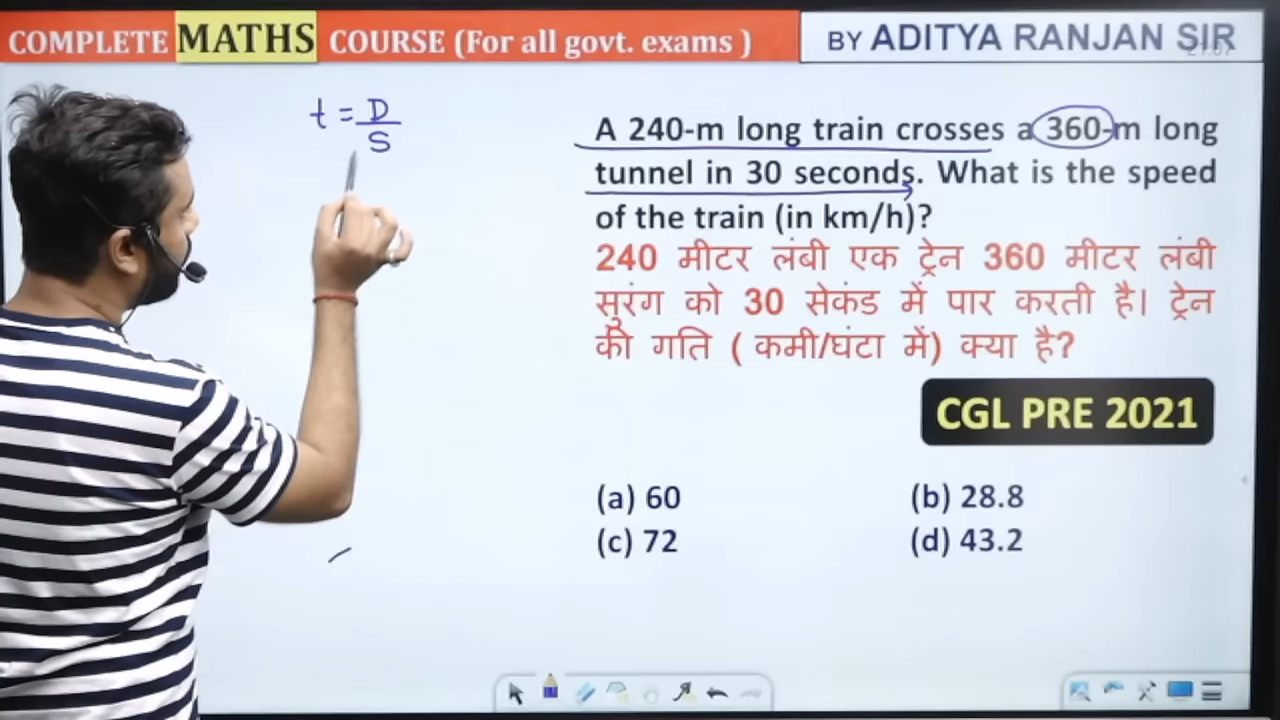 COMPLETE MATHS COURSE (For all govt. exams )
BY ADITYA RANJAN SIR
t = D
S
A 240-m long train crosses a 360-m long
tunnel in 30 seconds. What is the speed
of the train (in km/h)?
240 मीटर लंबी एक ट्रेन 360 मीटर लंबी
सुरंग को 30 सेकंड में पार करती है। ट्रेन
की गति ( कमी/घंटा में) क्या है?
CGL PRE 2021
(a) 60 (b) 28.8
(c) 72 (d) 43.2